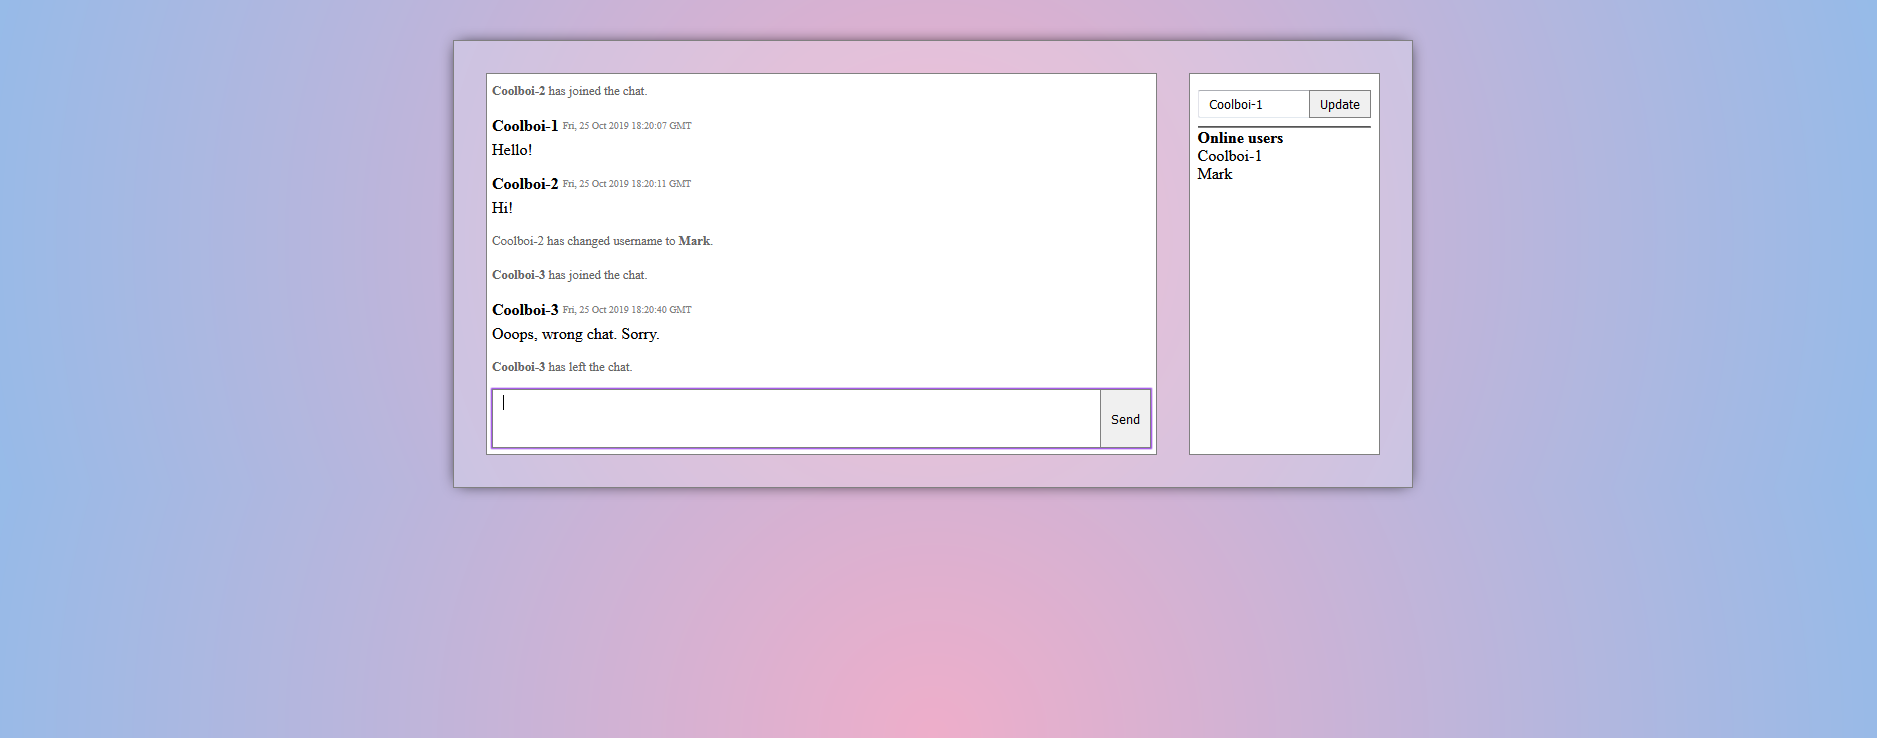 Coolboi-2 has joined the chat.
Coolboi-1 Fri, 25 Oct 2019 18:20:07 GMT
Hello!
Coolboi-2 Fri, 25 Oct 2019 18:20:11 GMT
Hi!
Coolboi-2 has changed username to Mark.
Coolboi-3 has joined the chat.
Coolboi-3 Fri, 25 Oct 2019 18:20:40 GMT
Ooops, wrong chat. Sorry.
Coolboi-3 has left the chat.
Send
Coolboi-1 Update
Online users
Coolboi-1
Mark